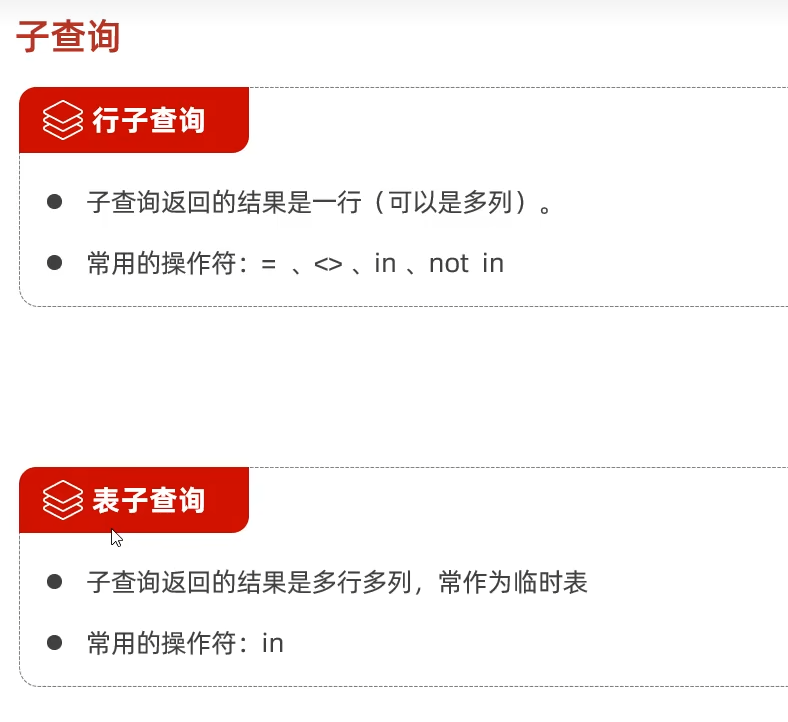 子查询
行子查询
子查询返回的结果是一行（可以是多列）。
常用的操作符：= 、<> 、in 、not in
表子查询
子查询返回的结果是多行多列，常作为临时表
常用的操作符：in